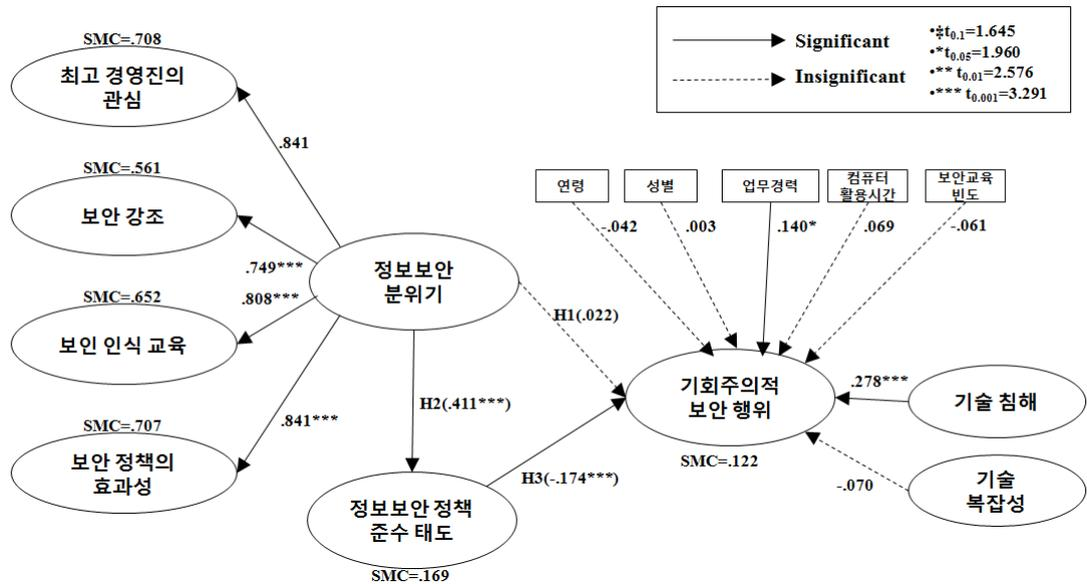 SMC=.708
최고 경영진의
관심
.841
SMC=.561
보안 강조
.749***
SMC=.652
.808***
보인 인식 교육
.841***
SMC=.707
보안 정책의
효과성
정보보안
분위기
H1(.022)
H2(.411***)
H3(-.174***)
정보보안 정책
준수 태도
SMC=.169
Significant
Insignificant
•‡t0.1=1.645
•*t0.05=1.960
•** t0.01=2.576
•*** t0.001=3.291
연령
성별
업무경력
컴퓨터
활용시간
보안교육
빈도
-.042
.003
.140*
.069
-.061
기회주의적
보안 행위
SMC=.122
.278***
기술 침해
-.070
기술
복잡성